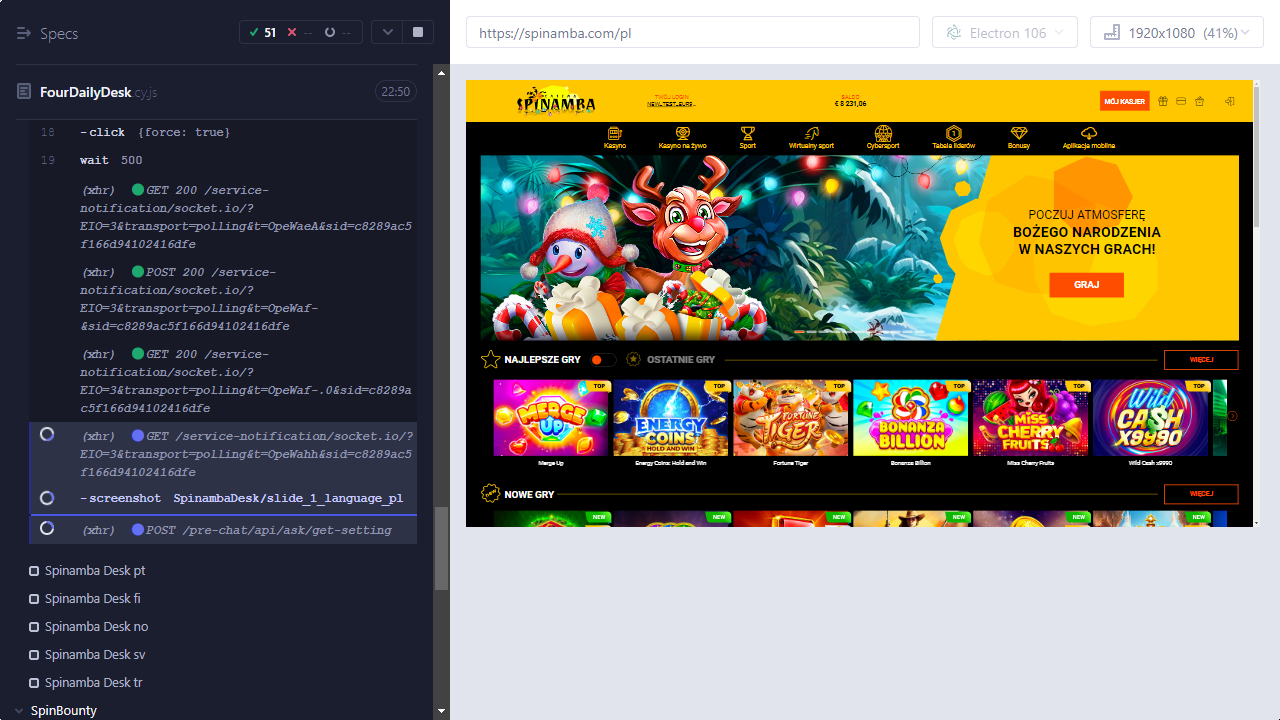 Specs
51
--
--
FourDailyDesk.cy.js
22:50
18 -click {force: true}
19 wait 500
(xhr) GET 200 /service-
notification/socket.io/?
EIO=3&transport=polling&t=OpeWaeA&sid=c8289ac5
f166d94102416dfe
(xhr) POST 200 /service-
notification/socket.io/?
EIO=3&transport=polling&t=OpeWaf-
&sid=c8289ac5f166d94102416dfe
(xhr) GET 200 /service-
notification/socket.io/?
EIO=3&transport=polling&t=OpeWaf-.0&sid=c8289a
c5f166d94102416dfe
(xhr) GET /service-notification/socket.io/?
EIO=3&transport=polling&t=OpeWahh&sid=c8289ac5
f166d94102416dfe
-screenshot SpinambaDesk/slide_1_language_pl
(xhr) POST /pre-chat/api/ask/get-setting
Spinamba Desk pt
Spinamba Desk fi
Spinamba Desk no
Spinamba Desk sv
Spinamba Desk tr
SpinBounty
https://spinamba.com/pl
Electron 106
1920x1080 (41%)
SPINAMBA
TWÓJ LOGIN
SALDO
€ 8 231,06
MÓJ KASJER
Kasyno
Kasyno na żywo
Sport
Wirtualny sport
Cybersport
Tabela liderów
Bonusy
Aplikacja mobilna
POCZUJ ATMOSFERĘ
BOŻEGO NARODZENIA
W NASZYCH GRACH!
GRAJ
NAJLEPSZE GRY
OSTATNIE GRY
WIĘCEJ
TOP
TOP
TOP
TOP
TOP
TOP
MERGE UP
ENERGY COINS
HOLD AND WIN
FORTUNE TIGER
BONANZA BILLION
MISS CHERRY FRUITS
Wild CASH X9990
Merge Up
Energy Coins: Hold and Win
Fortune Tiger
Bonanza Billion
Miss Cherry Fruits
Wild Cash x9990
NOWE GRY
WIĘCEJ
NEW
NEW
NEW
NEW
NEW
NEW